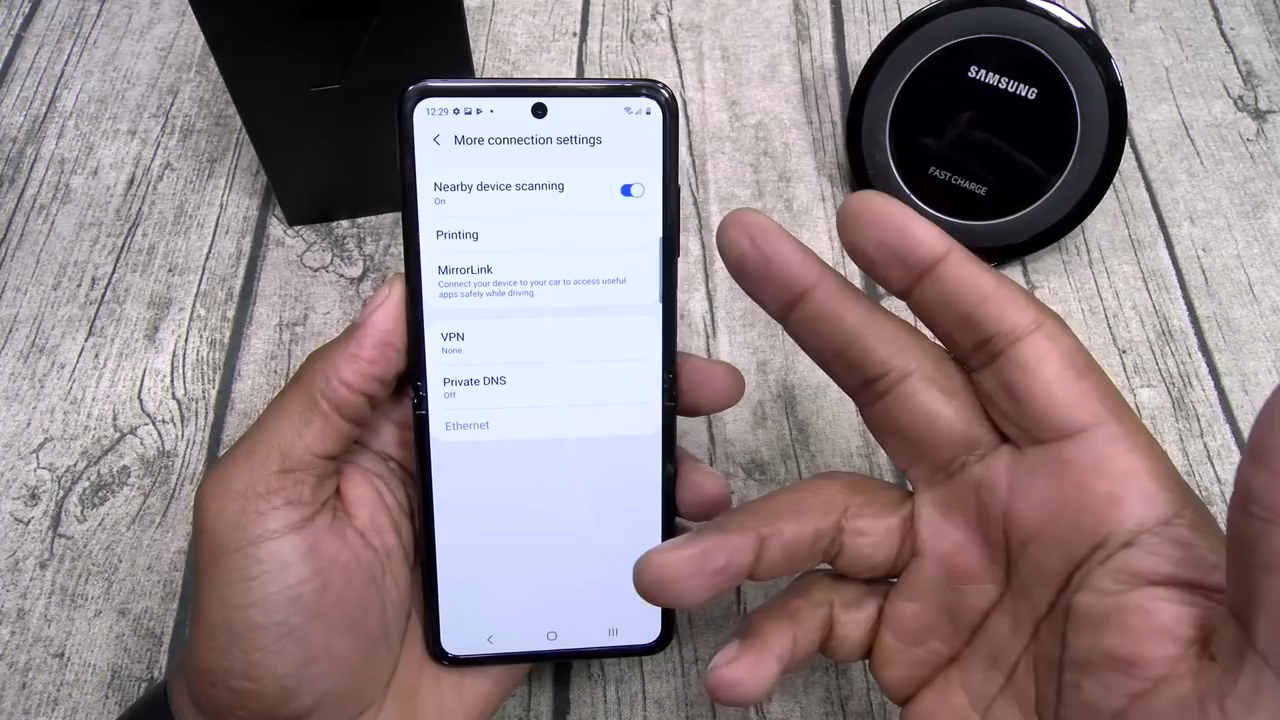 12:29
More connection settings
Nearby device scanning
On
Printing
MirrorLink
Connect your device to your car to access useful
apps safely while driving.
VPN
None
Private DNS
Off
Ethernet
SAMSUNG
FAST CHARGE